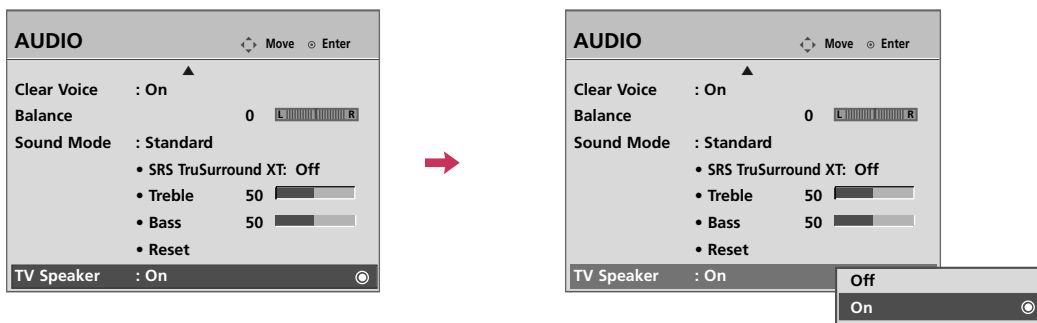 AUDIO Move Enter
Clear Voice : On
Balance 0 L R
Sound Mode : Standard
• SRS TruSurround XT: Off
• Treble 50
• Bass 50
• Reset
TV Speaker : On
AUDIO Move Enter
Clear Voice : On
Balance 0 L R
Sound Mode : Standard
• SRS TruSurround XT: Off
• Treble 50
• Bass 50
• Reset
TV Speaker : On
Off
On